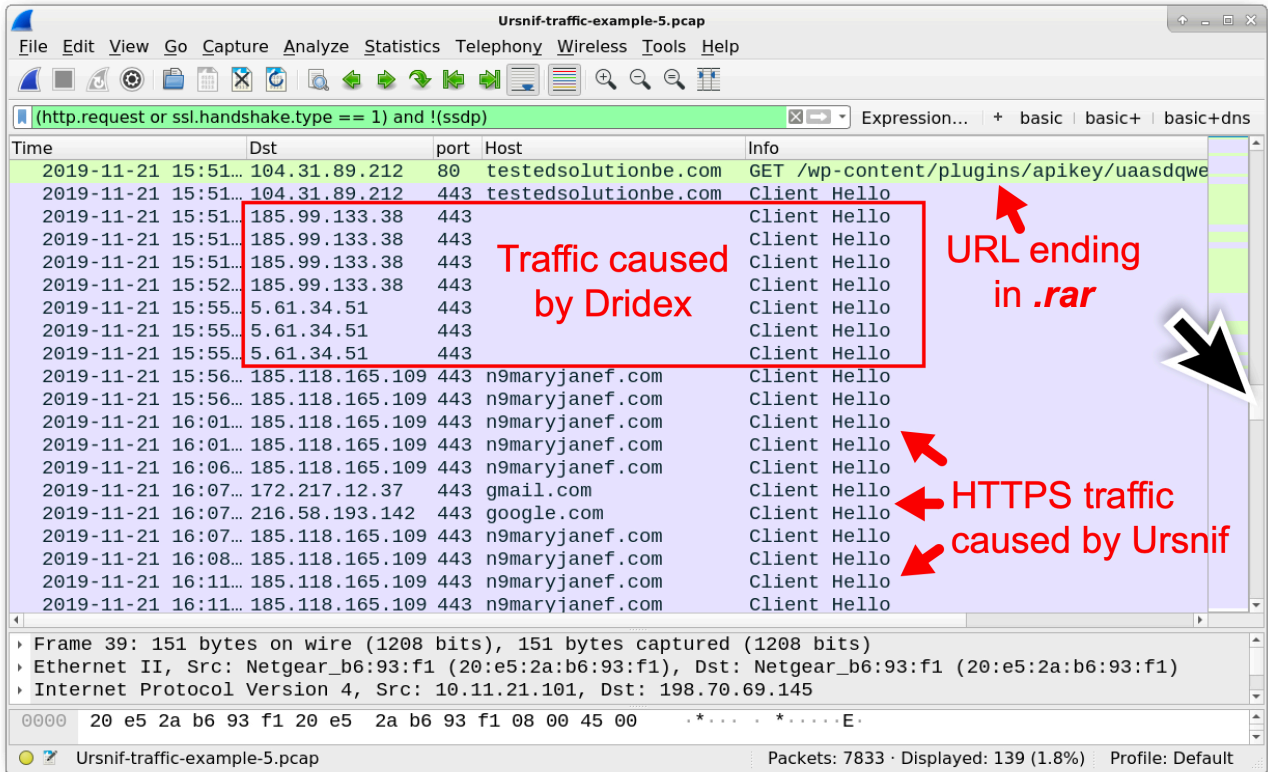 Ursnif-traffic-example-5.pcap
File Edit View Go Capture Analyze Statistics Telephony Wireless Tools Help
(http.request or ssl.handshake.type == 1) and !(ssdp) Expression… + basic basic+ basic+dns
Time Dst port Host Info
2019-11-21 15:51… 104.31.89.212 80 testedsolutionbe.com GET /wp-content/plugins/apikey/uaasdqwe
2019-11-21 15:51… 104.31.89.212 443 testedsolutionbe.com Client Hello
2019-11-21 15:51… 185.99.133.38 443 Client Hello
2019-11-21 15:51… 185.99.133.38 443 Client Hello
2019-11-21 15:51… 185.99.133.38 443 Client Hello
2019-11-21 15:52… 185.99.133.38 443 Client Hello
2019-11-21 15:55… 5.61.34.51 443 Client Hello
2019-11-21 15:55… 5.61.34.51 443 Client Hello
2019-11-21 15:55… 5.61.34.51 443 Client Hello
Traffic caused
by Dridex
URL ending
in .rar
2019-11-21 15:56… 185.118.165.109 443 n9maryjanef.com Client Hello
2019-11-21 15:56… 185.118.165.109 443 n9maryjanef.com Client Hello
2019-11-21 16:01… 185.118.165.109 443 n9maryjanef.com Client Hello
2019-11-21 16:01… 185.118.165.109 443 n9maryjanef.com Client Hello
2019-11-21 16:06… 185.118.165.109 443 n9maryjanef.com Client Hello
2019-11-21 16:07… 172.217.12.37 443 gmail.com Client Hello
2019-11-21 16:07… 216.58.193.142 443 google.com Client Hello
2019-11-21 16:07… 185.118.165.109 443 n9maryjanef.com Client Hello
2019-11-21 16:08… 185.118.165.109 443 n9maryjanef.com Client Hello
2019-11-21 16:11… 185.118.165.109 443 n9maryjanef.com Client Hello
2019-11-21 16:11… 185.118.165.109 443 n9maryjanef.com Client Hello
HTTPS traffic
caused by Ursnif
Frame 39: 151 bytes on wire (1208 bits), 151 bytes captured (1208 bits)
Ethernet II, Src: Netgear_b6:93:f1 (20:e5:2a:b6:93:f1), Dst: Netgear_b6:93:f1 (20:e5:2a:b6:93:f1)
Internet Protocol Version 4, Src: 10.11.21.101, Dst: 198.70.69.145
0000 20 e5 2a b6 93 f1 20 e5 2a b6 93 f1 08 00 45 00 ·*··· · *·····E·
Ursnif-traffic-example-5.pcap Packets: 7833 · Displayed: 139 (1.8%) Profile: Default